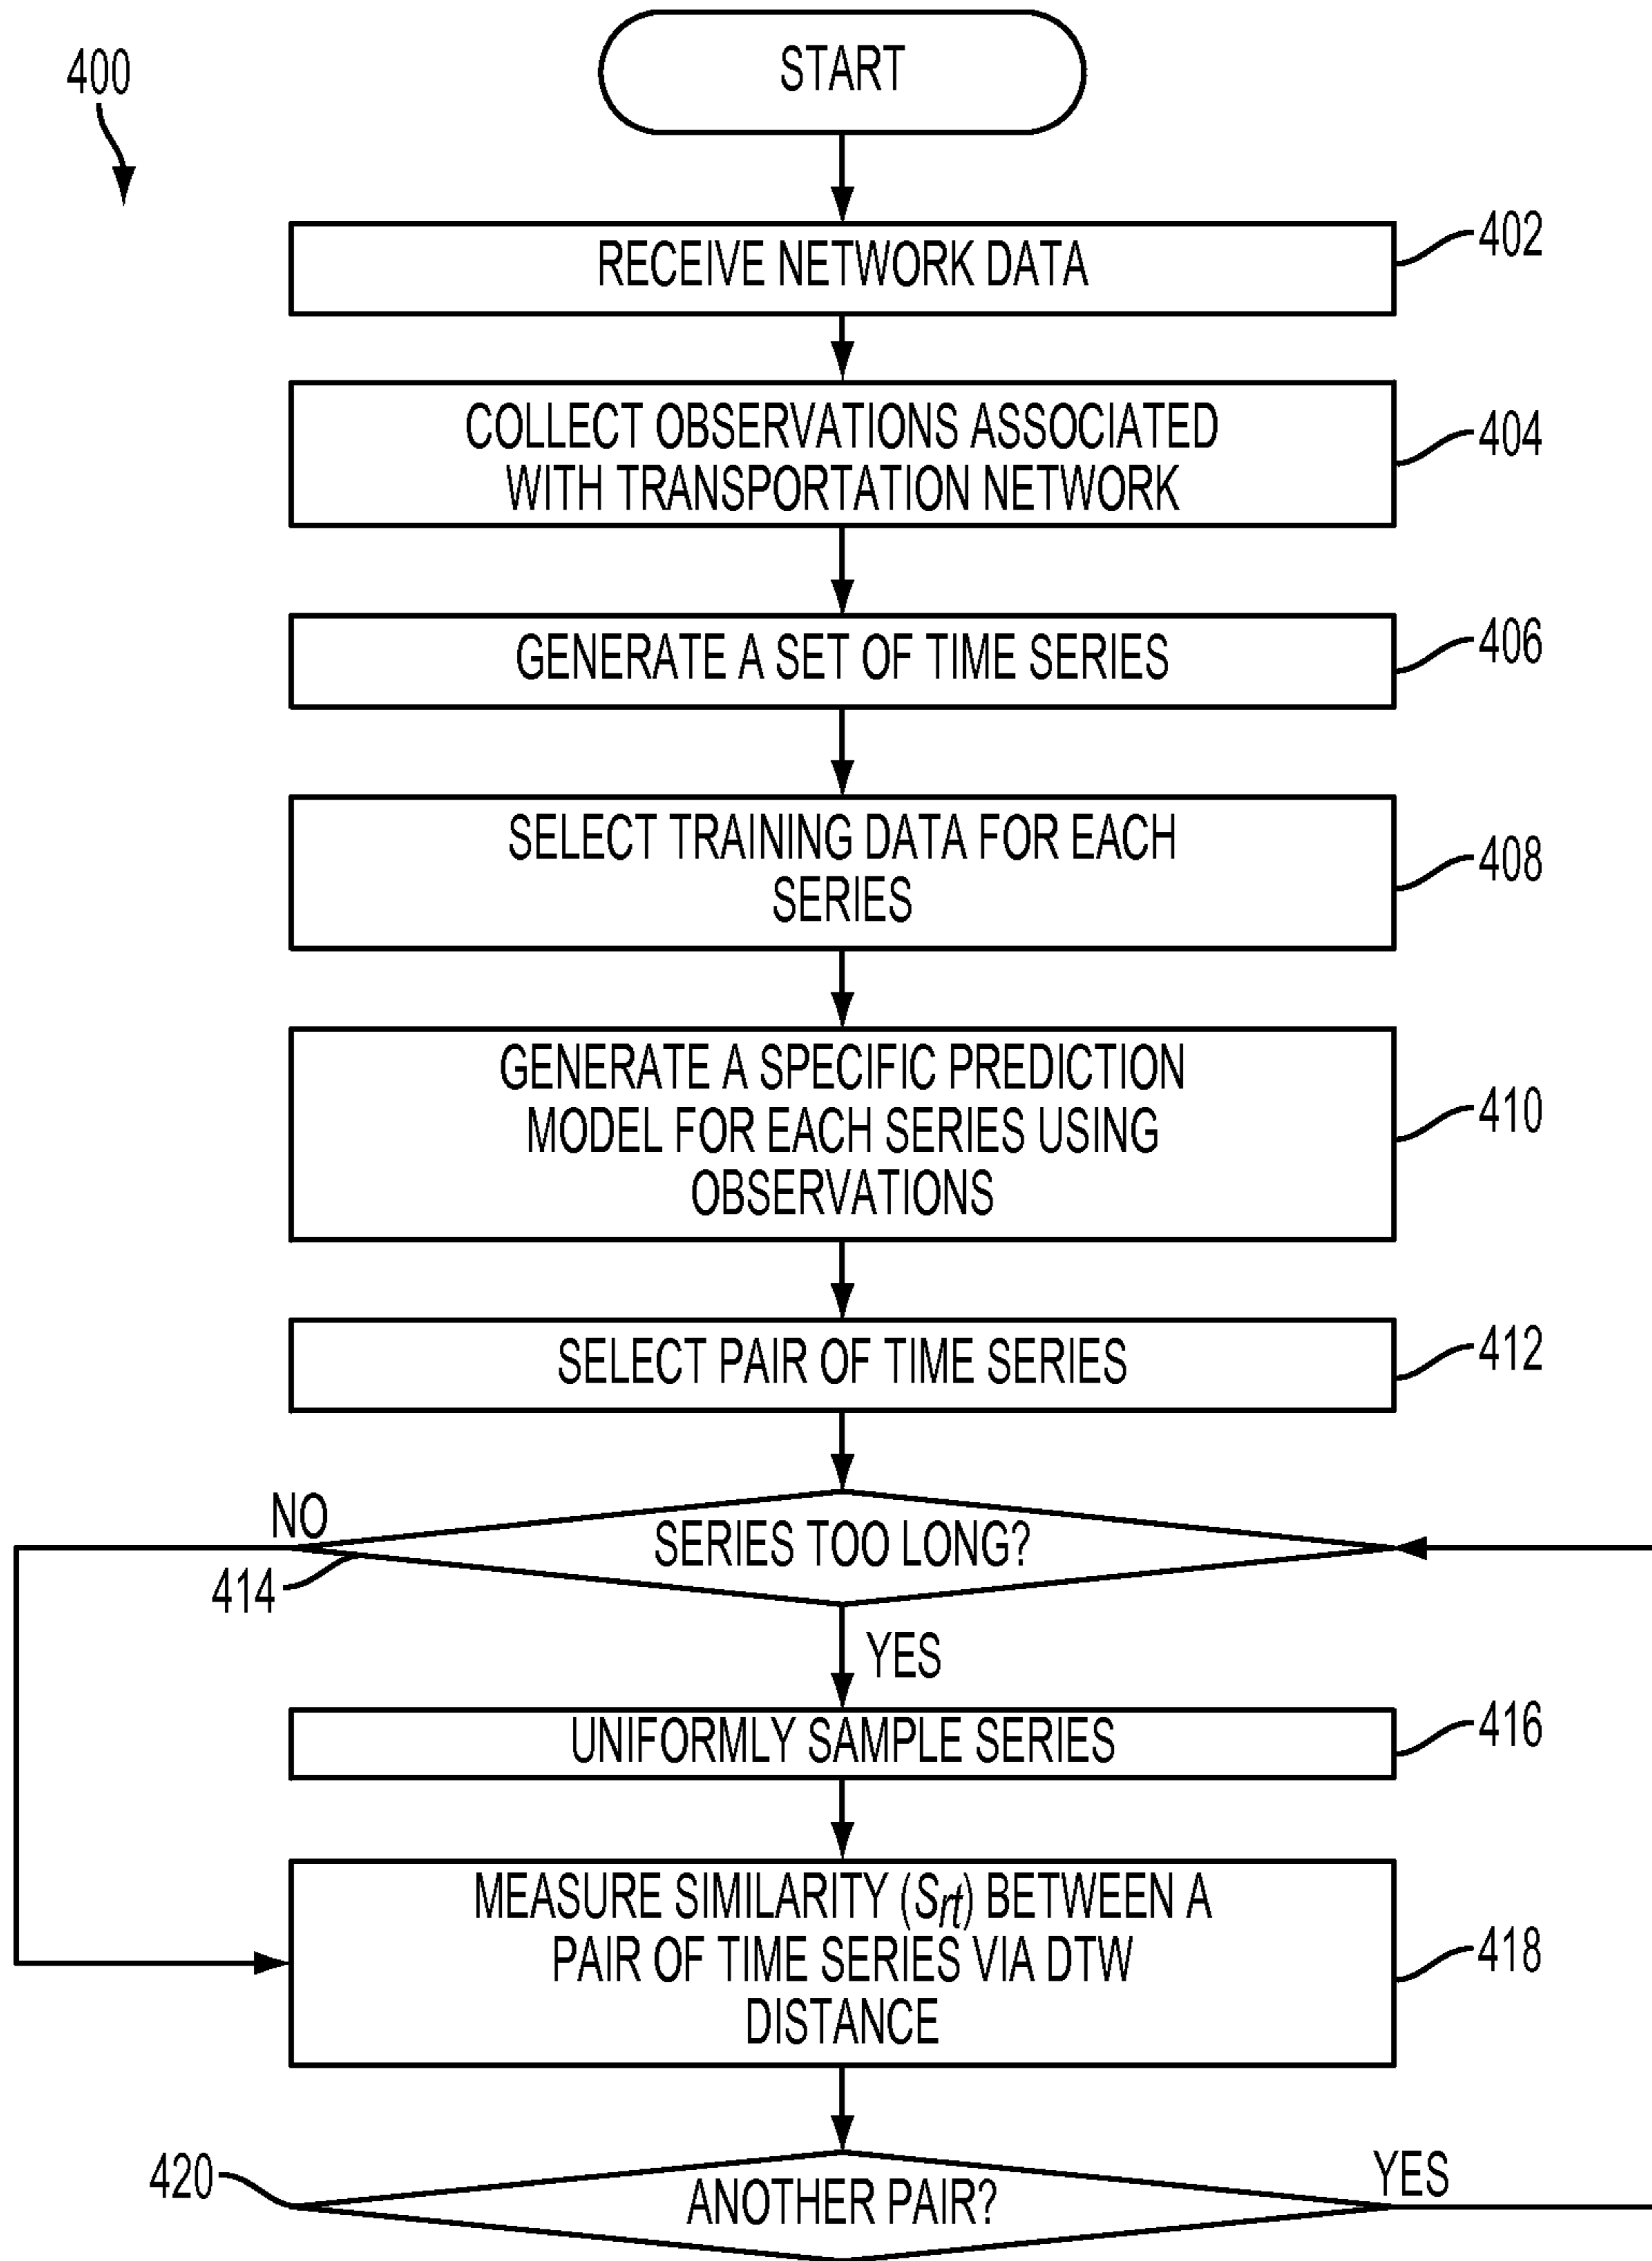 400
START
RECEIVE NETWORK DATA
402
COLLECT OBSERVATIONS ASSOCIATED
WITH TRANSPORTATION NETWORK
404
GENERATE A SET OF TIME SERIES
406
SELECT TRAINING DATA FOR EACH
SERIES
408
GENERATE A SPECIFIC PREDICTION
MODEL FOR EACH SERIES USING
OBSERVATIONS
410
SELECT PAIR OF TIME SERIES
412
NO
SERIES TOO LONG?
414
YES
UNIFORMLY SAMPLE SERIES
416
MEASURE SIMILARITY (Srt) BETWEEN A
PAIR OF TIME SERIES VIA DTW
DISTANCE
418
420
ANOTHER PAIR?
YES